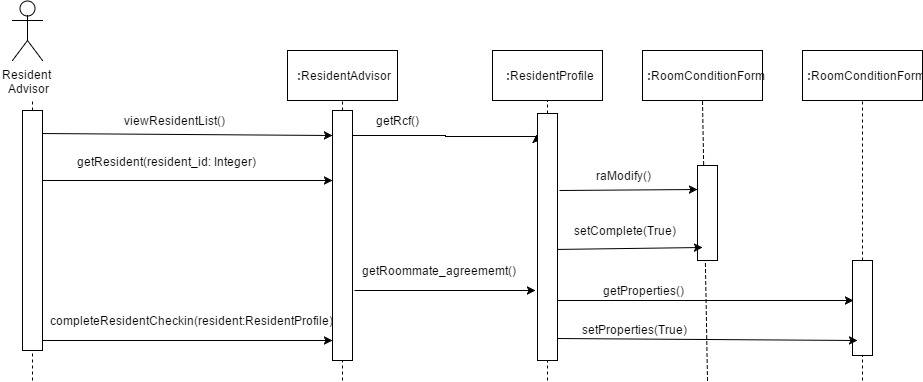 Resident
Advisor
:ResidentAdvisor
:ResidentProfile
:RoomConditionForm
:RoomConditionForm
viewResidentList()
getRcf()
getResident(resident_id: Integer)
raModify()
setComplete(True)
getRoommate_agreememt()
getProperties()
completeResidentCheckin(resident:ResidentProfile)
setProperties(True)